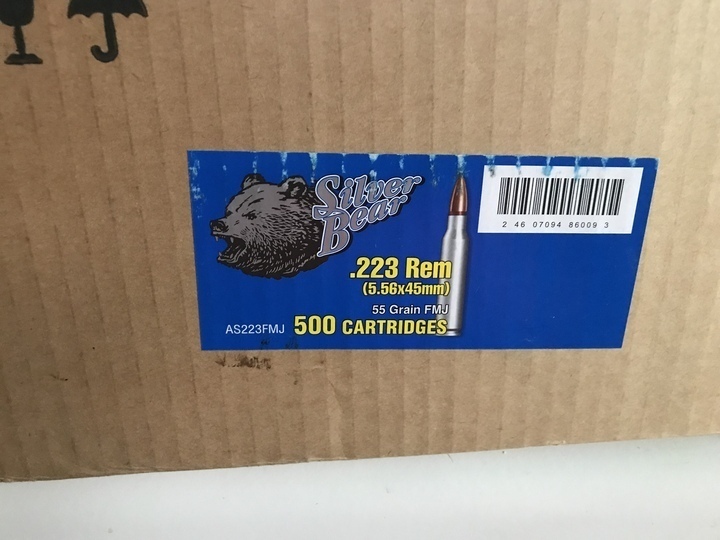 Silver
Bear
2 46 07094 86009 3
.223 Rem
(5.56x45mm)
55 Grain FMJ
AS223FMJ 500 CARTRIDGES